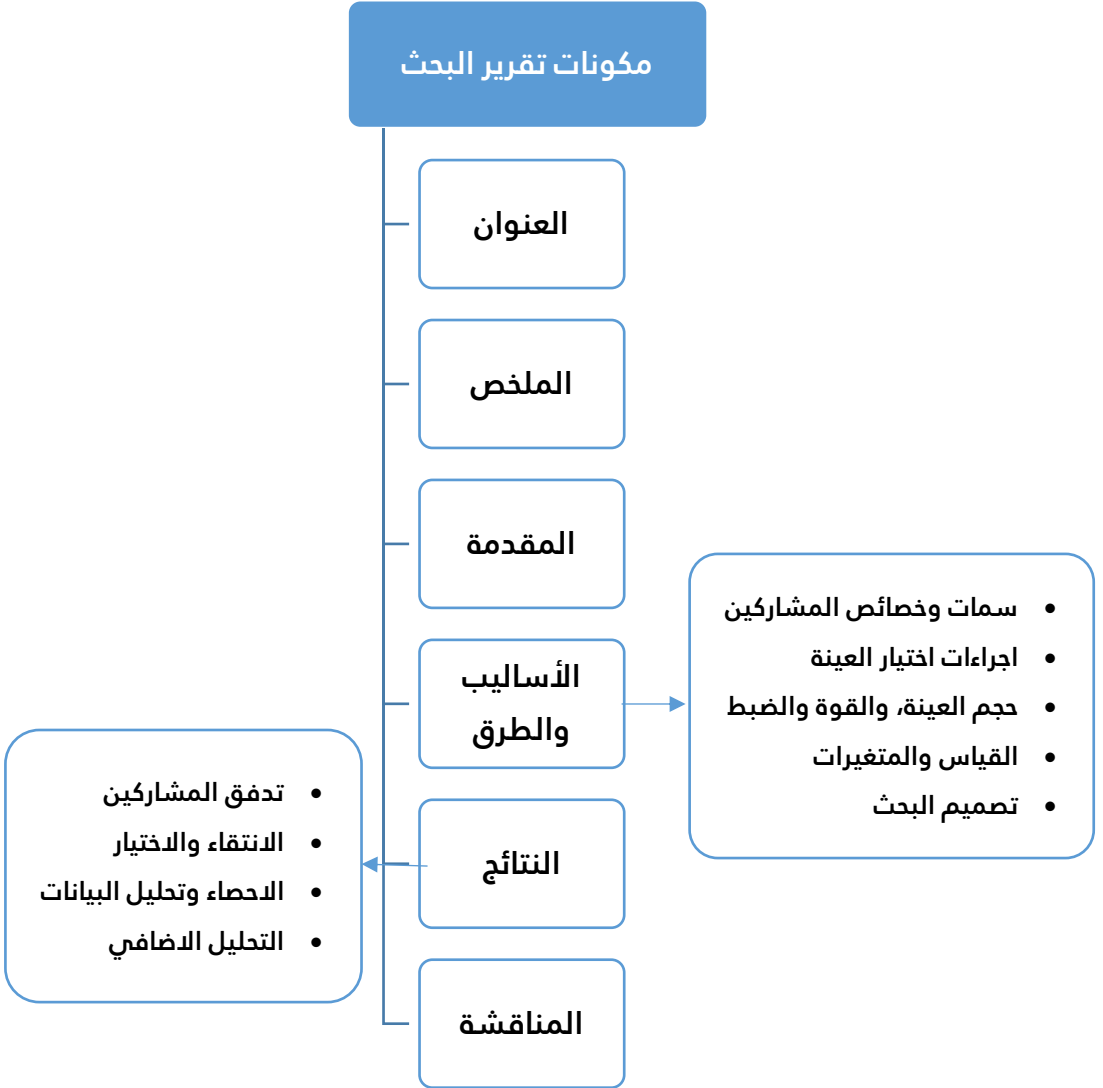 مكونات تقرير البحث
العنوان
الملخص
المقدمة
الأساليب
والطرق
• سمات وخصائص المشاركين
• اجراءات اختيار العينة
• حجم العينة، والقوة والضبط
• القياس والمتغيرات
• تصميم البحث
النتائج
• تدفق المشاركين
• الانتقاء والاختيار
• الاحصاء وتحليل البيانات
• التحليل الاضافي
المناقشة